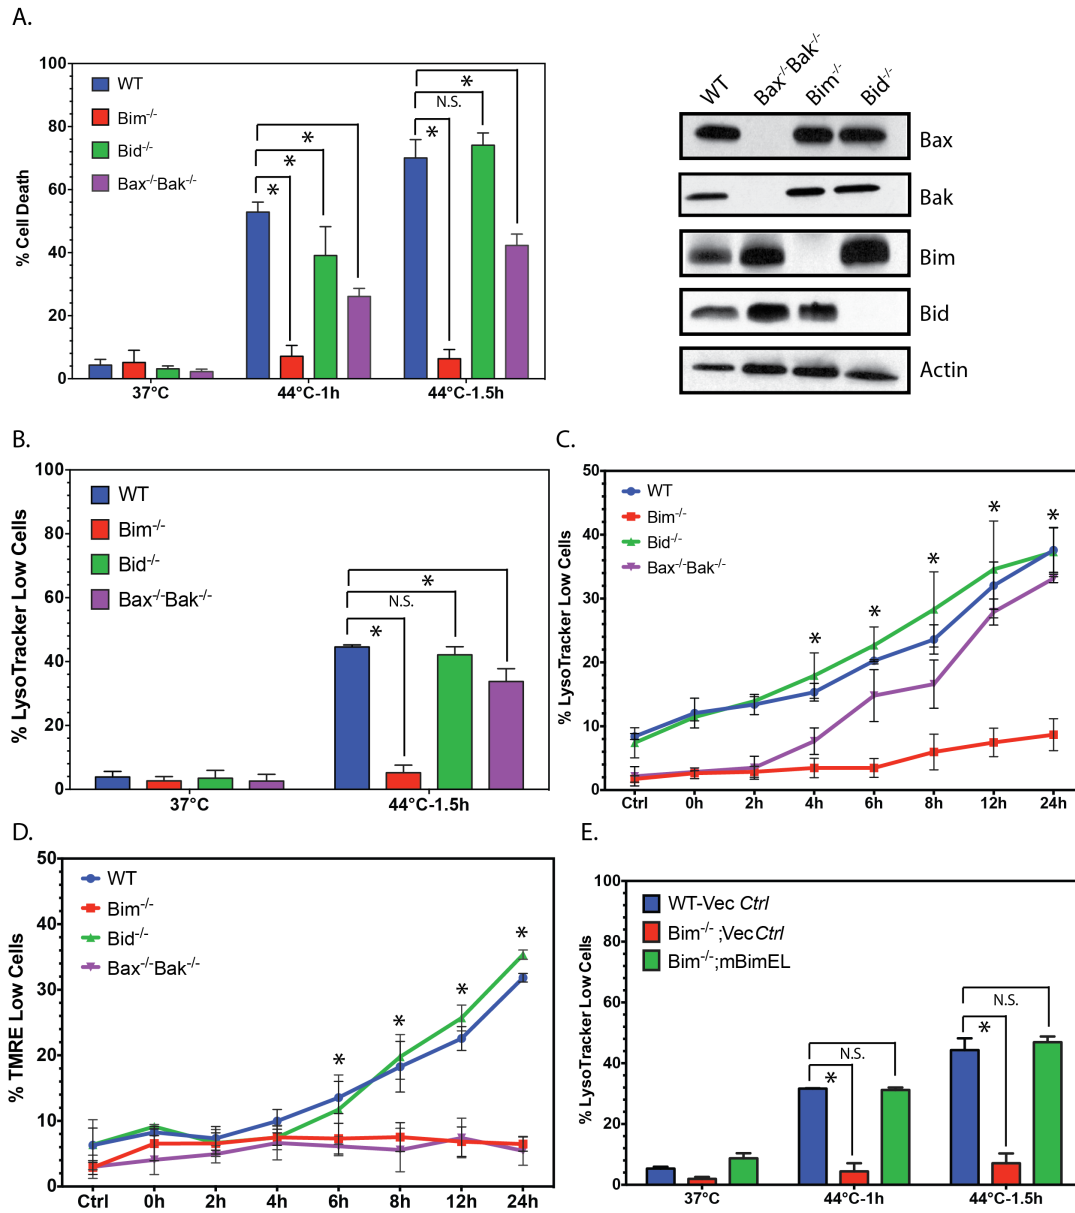 A.
% Cell Death
100
80
60
40
20
0
WT
Bim-/-
Bid-/-
Bax-/-Bak-/-
*
*
*
*
N.S.
*
*
37°C
44°C-1h
44°C-1.5h
WT
Bax-/-Bak-/-
Bim-/-
Bid-/-
Bax
Bak
Bim
Bid
Actin
B.
% LysoTracker Low Cells
100
80
60
40
20
0
WT
Bim-/-
Bid-/-
Bax-/-Bak-/-
*
N.S.
*
37°C
44°C-1.5h
C.
% LysoTracker Low Cells
50
40
30
20
10
0
WT
Bim-/-
Bid-/-
Bax-/-Bak-/-
* * * * *
Ctrl 0h 2h 4h 6h 8h 12h 24h
D.
% TMRE Low Cells
50
40
30
20
10
0
WT
Bim-/-
Bid-/-
Bax-/-Bak-/-
* * * *
Ctrl 0h 2h 4h 6h 8h 12h 24h
E.
% LysoTracker Low Cells
100
80
60
40
20
0
WT-Vec Ctrl
Bim-/- ;VecCtrl
Bim-/-;mBimEL
N.S.
*
N.S.
*
37°C
44°C-1h
44°C-1.5h